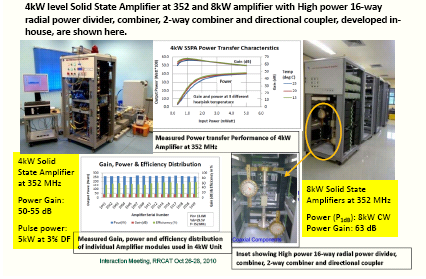 4kW level Solid State Amplifier at 352 and 8kW amplifier with High power 16-way
radial power divider, combiner, 2-way combiner and directional coupler, developed in-
house, are shown here.
4kW SSPA Power Transfer Characteristics
Gain (dB)
Power
Gain and power at 3 different
heatsink temperature
Temp
(deg C)
Input Power (mWatt)
Measured Power transfer Performance of 4kW
Amplifier at 352 MHz
4kW Solid
State Amplifier
at 352 MHz
Power Gain:
50-55 dB
Pulse power:
5kW at 3% DF
Gain, Power & Efficiency Distribution
Amplifier Serial Number
Measured Gain, power and efficiency distribution
of individual Amplifier modules used in 4kW Unit
Coaxial Components
8kW Solid State
Amplifiers at 352 MHz
Power (P1dB): 8kW CW
Power Gain: 63 dB
Inset showing High power 16-way radial power divider,
combiner, 2-way combiner and directional coupler
Interaction Meeting, RRCAT Oct 26-28, 2010